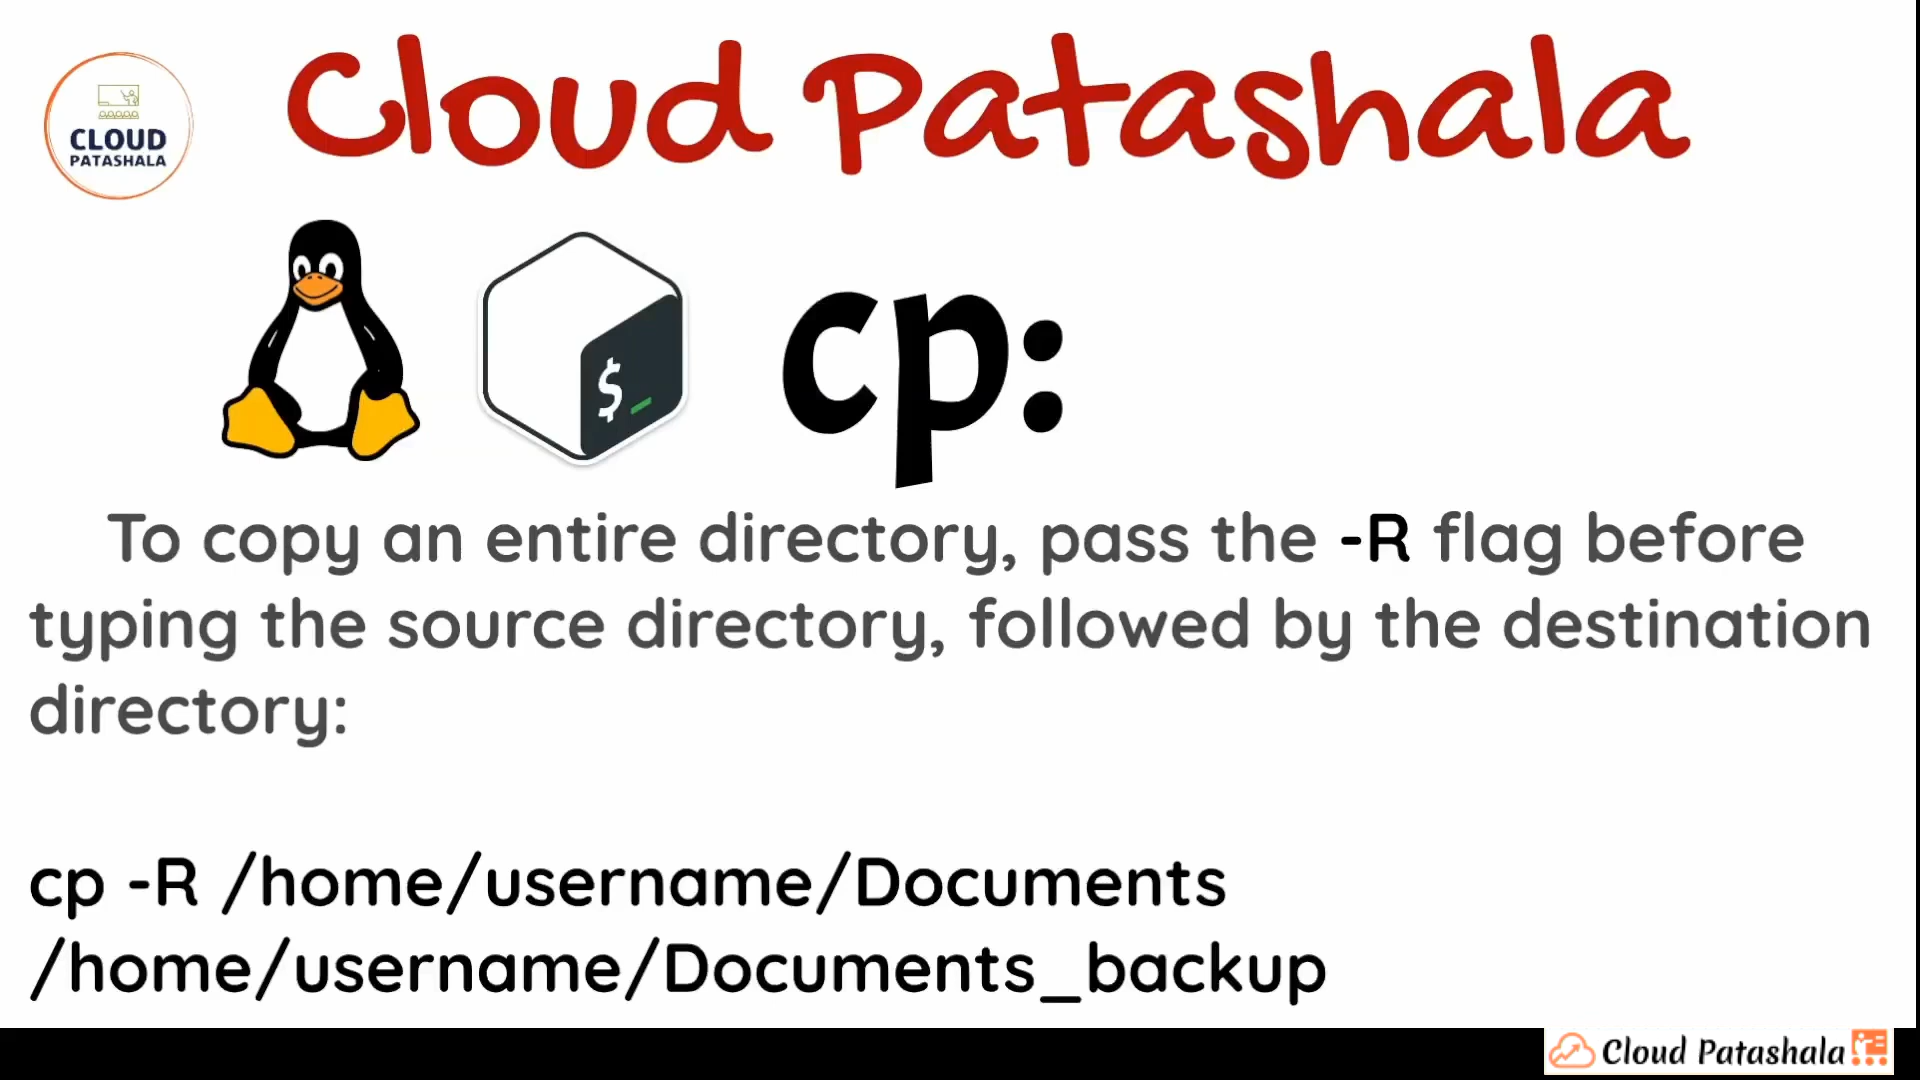 Cloud Patashala
CLOUD
PATASHALA
$_
cp:
To copy an entire directory, pass the -R flag before
typing the source directory, followed by the destination
directory:
cp -R /home/username/Documents
/home/username/Documents_backup
Cloud Patashala